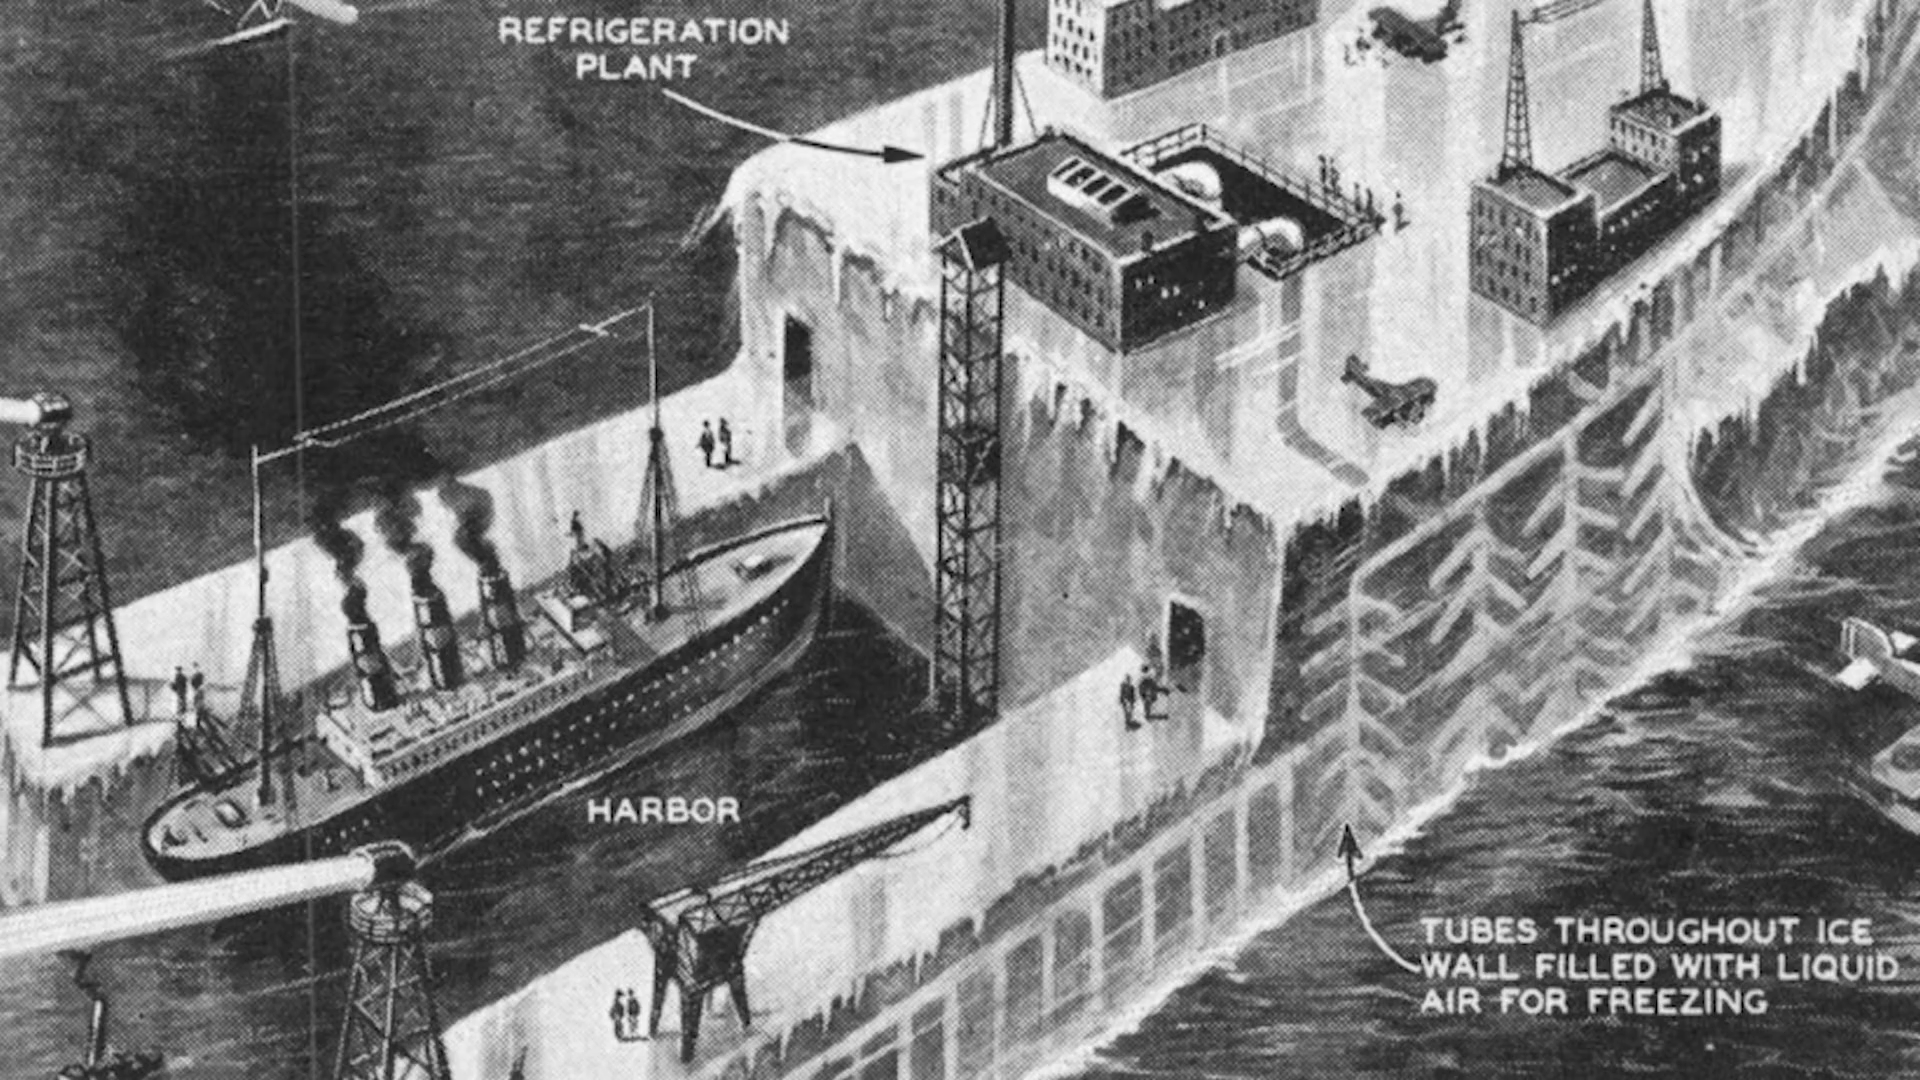 REFRIGERATION
PLANT
HARBOR
TUBES THROUGHOUT ICE
WALL FILLED WITH LIQUID
AIR FOR FREEZING